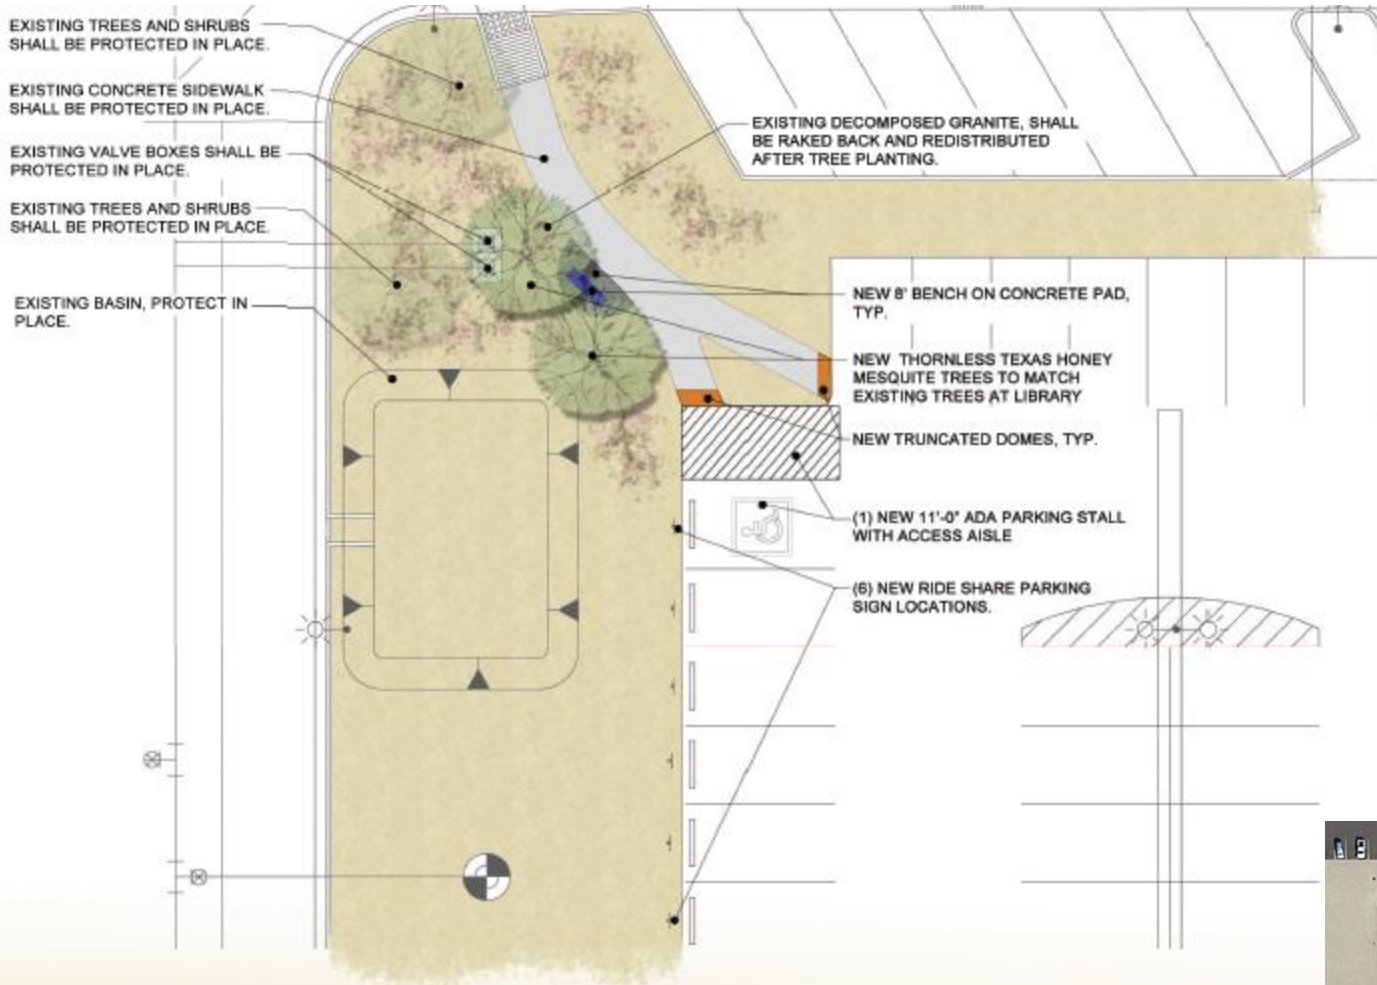 EXISTING TREES AND SHRUBS
SHALL BE PROTECTED IN PLACE.
EXISTING CONCRETE SIDEWALK
SHALL BE PROTECTED IN PLACE.
EXISTING VALVE BOXES SHALL BE
PROTECTED IN PLACE.
EXISTING TREES AND SHRUBS
SHALL BE PROTECTED IN PLACE.
EXISTING BASIN, PROTECT IN
PLACE.
EXISTING DECOMPOSED GRANITE, SHALL
BE RAKED BACK AND REDISTRIBUTED
AFTER TREE PLANTING.
NEW 8' BENCH ON CONCRETE PAD,
TYP.
NEW THORNLESS TEXAS HONEY
MESQUITE TREES TO MATCH
EXISTING TREES AT LIBRARY
NEW TRUNCATED DOMES, TYP.
(1) NEW 11'-0" ADA PARKING STALL
WITH ACCESS AISLE
(6) NEW RIDE SHARE PARKING
SIGN LOCATIONS.